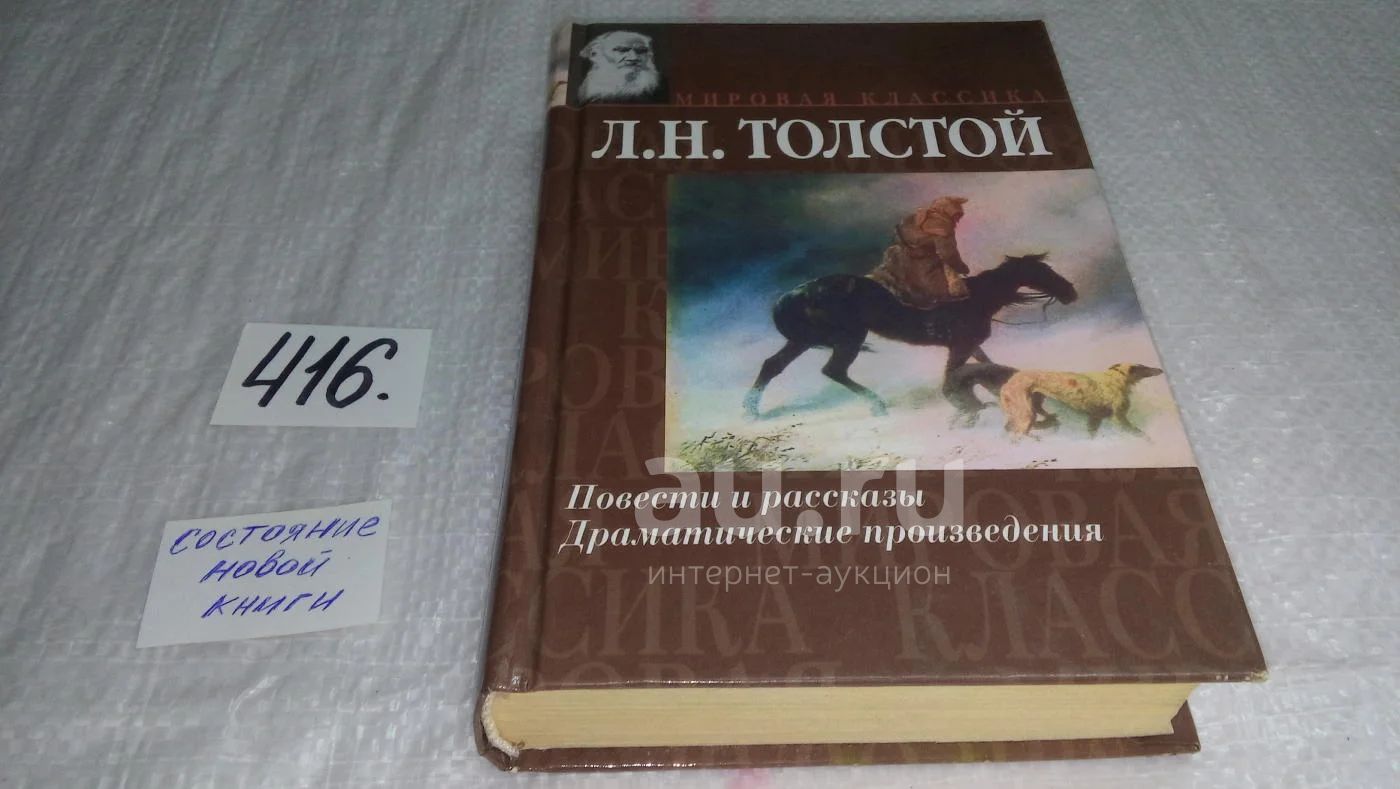 МИРОВАЯ КЛАССИКА
Л.Н. ТОЛСТОЙ
416.
Повести и рассказы
Драматические произведения
au.ru
интернет-аукцион
состояние
новой
книги